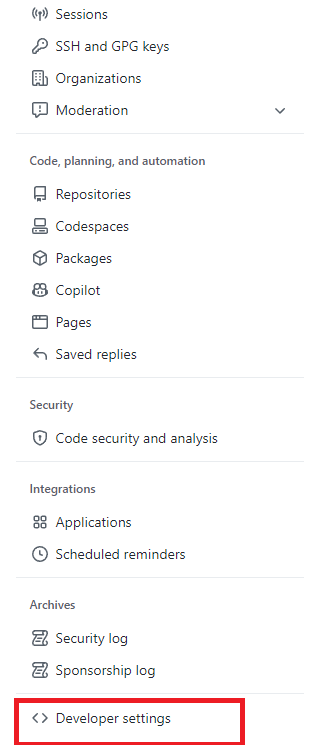 Sessions
SSH and GPG keys
Organizations
Moderation
Code, planning, and automation
Repositories
Codespaces
Packages
Copilot
Pages
Saved replies
Security
Code security and analysis
Integrations
Applications
Scheduled reminders
Archives
Security log
Sponsorship log
Developer settings